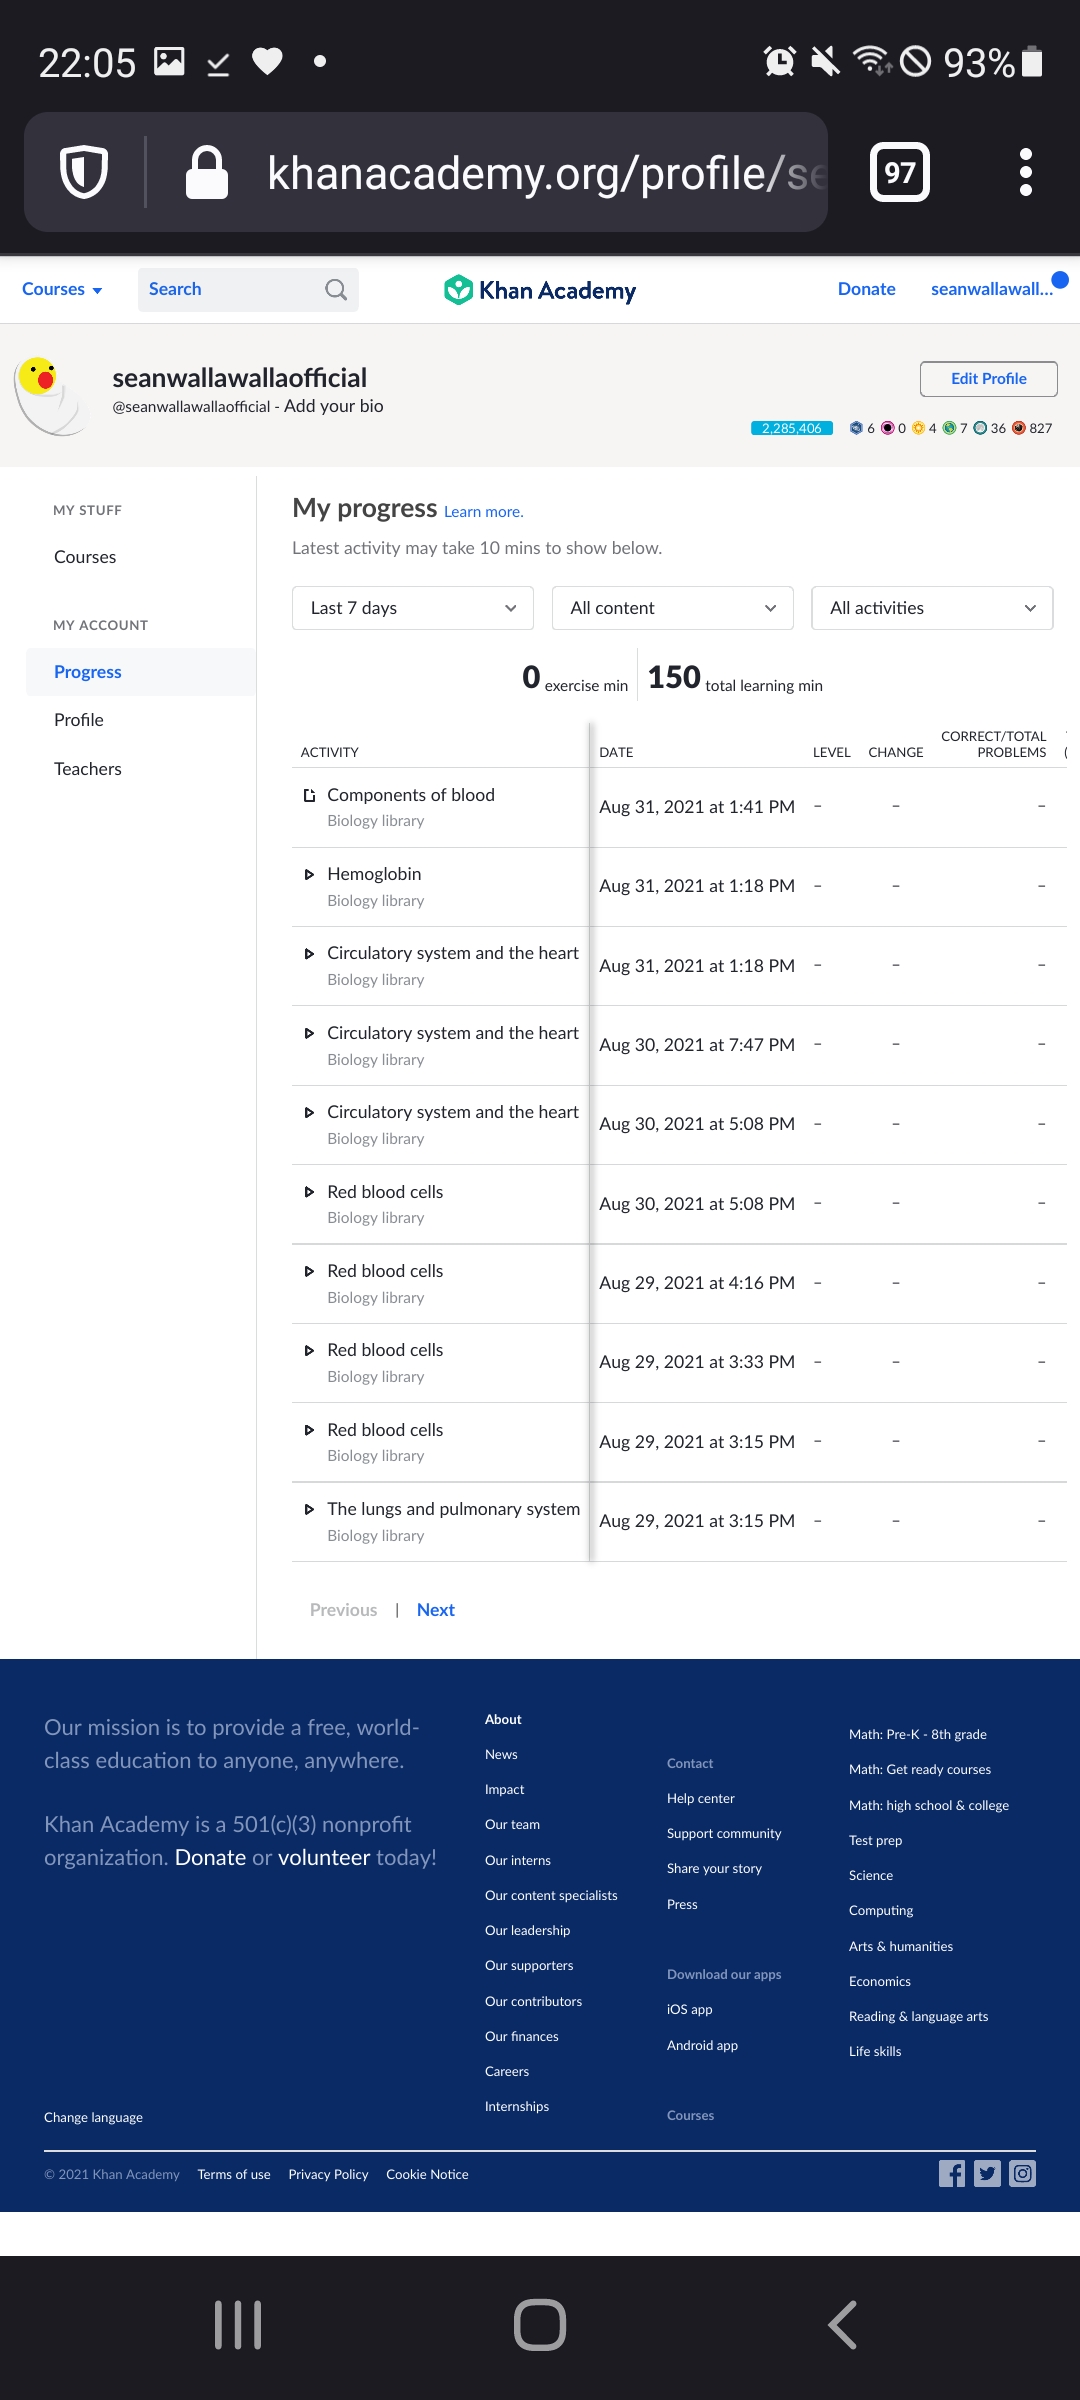 22:05
93%
khanacademy.org/profile/se
97
Courses
Search
Khan Academy
Donate
seanwallawall...
seanwallawallaofficial
@seanwallawallaofficial - Add your bio
Edit Profile
2,285,406 6 0 4 7 36 827
MY STUFF
Courses
MY ACCOUNT
Progress
Profile
Teachers
My progress Learn more.
Latest activity may take 10 mins to show below.
Last 7 days
All content
All activities
0 exercise min
150 total learning min
ACTIVITY DATE LEVEL CHANGE CORRECT/TOTAL PROBLEMS (
Components of blood
Biology library
Aug 31, 2021 at 1:41 PM – – –
Hemoglobin
Biology library
Aug 31, 2021 at 1:18 PM – – –
Circulatory system and the heart
Biology library
Aug 31, 2021 at 1:18 PM – – –
Circulatory system and the heart
Biology library
Aug 30, 2021 at 7:47 PM – – –
Circulatory system and the heart
Biology library
Aug 30, 2021 at 5:08 PM – – –
Red blood cells
Biology library
Aug 30, 2021 at 5:08 PM – – –
Red blood cells
Biology library
Aug 29, 2021 at 4:16 PM – – –
Red blood cells
Biology library
Aug 29, 2021 at 3:33 PM – – –
Red blood cells
Biology library
Aug 29, 2021 at 3:15 PM – – –
The lungs and pulmonary system
Biology library
Aug 29, 2021 at 3:15 PM – – –
Previous | Next
Our mission is to provide a free, world-
class education to anyone, anywhere.
Khan Academy is a 501(c)(3) nonprofit
organization. Donate or volunteer today!
About
News
Impact
Our team
Our interns
Our content specialists
Our leadership
Our supporters
Our contributors
Our finances
Careers
Internships
Contact
Help center
Support community
Share your story
Press
Download our apps
iOS app
Android app
Courses
Math: Pre-K - 8th grade
Math: Get ready courses
Math: high school & college
Test prep
Science
Computing
Arts & humanities
Economics
Reading & language arts
Life skills
Change language
© 2021 Khan Academy Terms of use Privacy Policy Cookie Notice